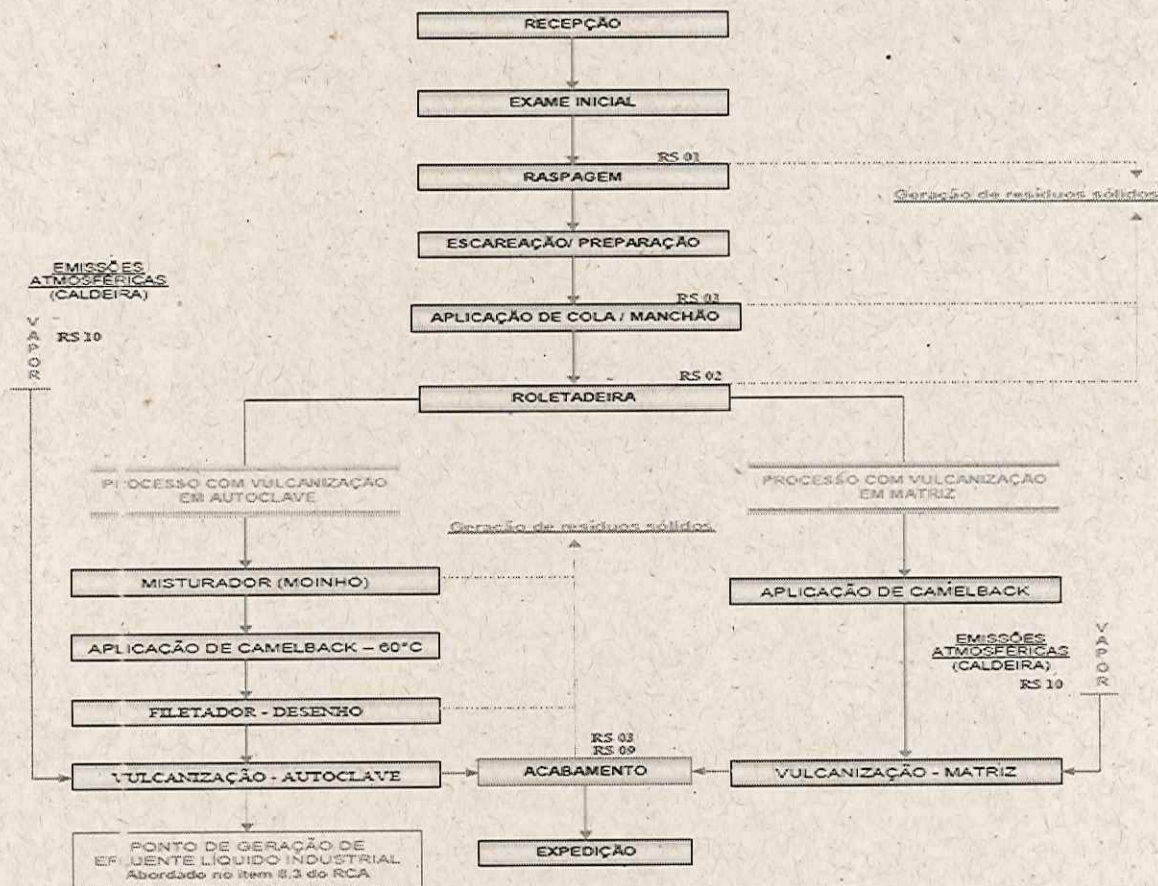 RECEPÇÃO
EXAME INICIAL
RS 01
RASPAGEM
Geração de resíduos sólidos
ESCAREAÇÃO/ PREPARAÇÃO
EMISSÕES
ATMOSFÉRICAS
(CALDEIRA)
VAPOR
RS 10
RS 03
APLICAÇÃO DE COLA / MANCHÃO
RS 02
ROLETADEIRA
PROCESSO COM VULCANIZAÇÃO
EM AUTOCLAVE
PROCESSO COM VULCANIZAÇÃO
EM MATRIZ
Geração de resíduos sólidos
MISTURADOR (MOINHO)
APLICAÇÃO DE CAMELBACK
APLICAÇÃO DE CAMELBACK – 60°C
EMISSÕES
ATMOSFÉRICAS
(CALDEIRA)
RS 10
VAPOR
FILETADOR - DESENHO
RS 03
RS 09
VULCANIZAÇÃO - AUTOCLAVE
ACABAMENTO
VULCANIZAÇÃO - MATRIZ
PONTO DE GERAÇÃO DE
EFLUENTE LÍQUIDO INDUSTRIAL
Abordado no item 8.3 do RCA
EXPEDIÇÃO